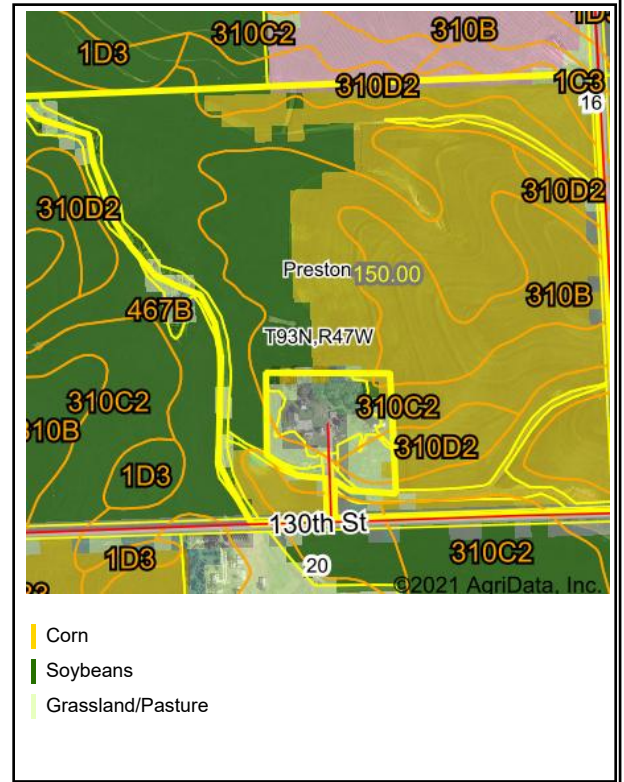 1D3
310C2
310B
1D3
310D2
1C3
16
310D2
310D2
Preston 150.00
310B
467B
T93N,R47W
310C2
310C2
310B
310D2
1D3
130th St
1D3
310C2
20
©2021 AgriData, Inc.
Corn
Soybeans
Grassland/Pasture